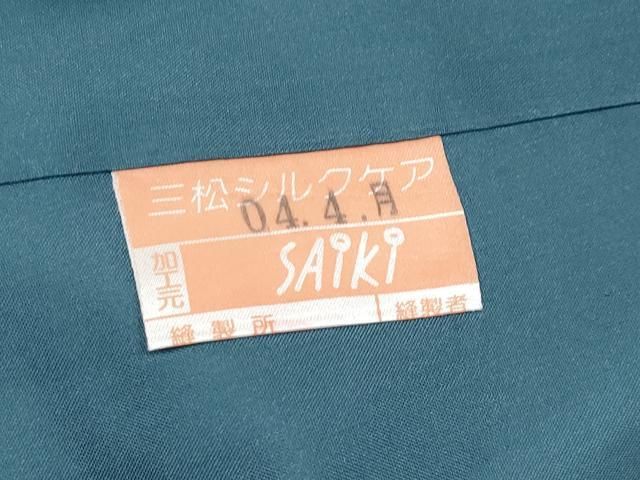 三松シルクケア
04.4.月
加工元
SAiKi
縫製所 縫製者